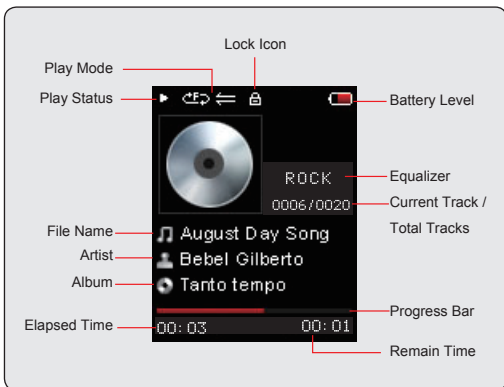 Lock Icon
Play Mode
Play Status
Battery Level
F
ROCK
Equalizer
0006/0020
Current Track /
Total Tracks
File Name
August Day Song
Artist
Bebel Gilberto
Album
Tanto tempo
Progress Bar
Elapsed Time
00:03
00:01
Remain Time